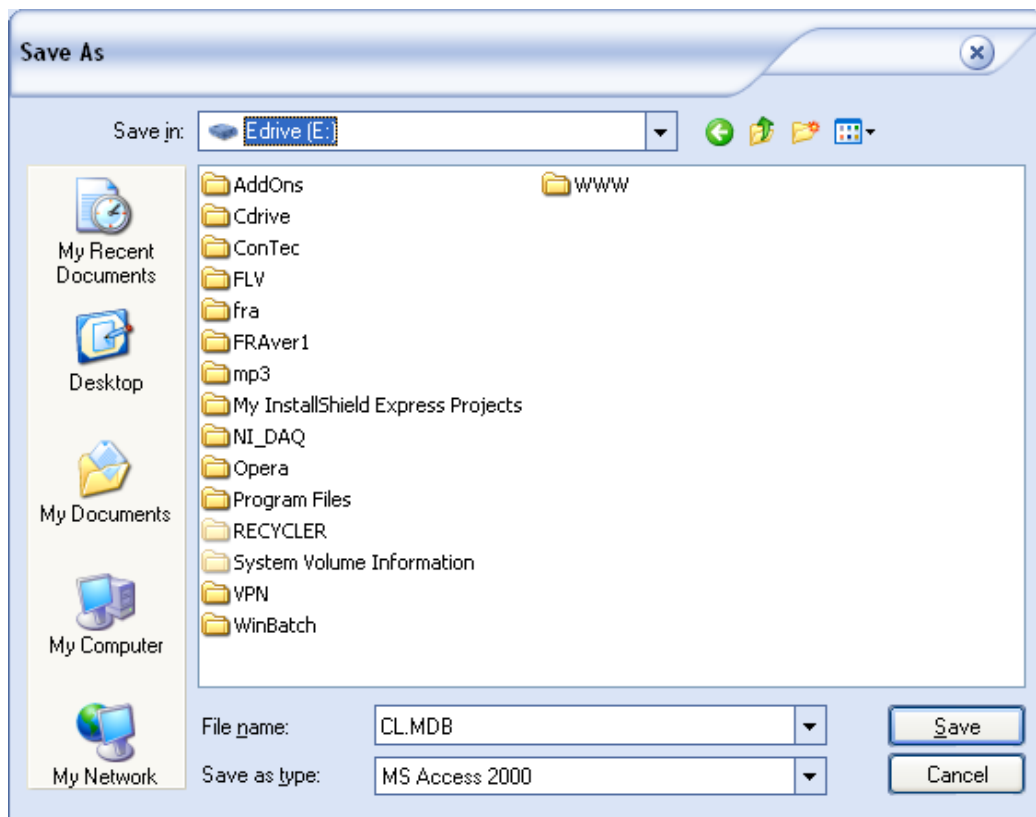 Save As
Save in:
Edrive (E:)
My Recent
Documents
Desktop
My Documents
My Computer
My Network
AddOns
Cdrive
ConTec
FLV
fra
FRAver1
mp3
My InstallShield Express Projects
NI_DAQ
Opera
Program Files
RECYCLER
System Volume Information
VPN
WinBatch
WWW
File name:
CL.MDB
Save
Save as type:
MS Access 2000
Cancel